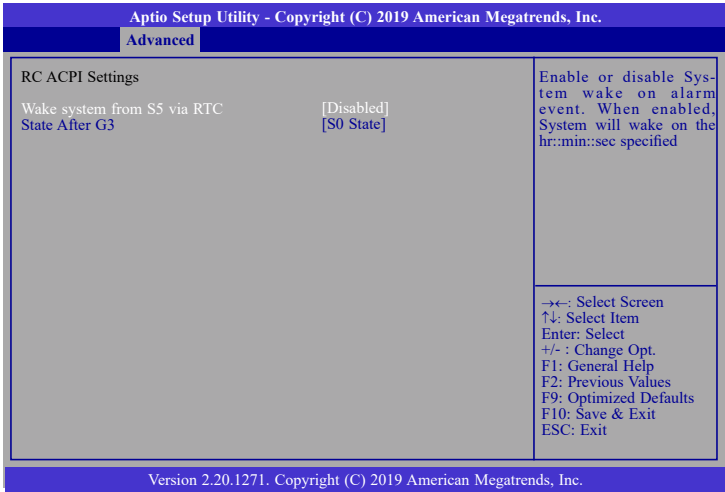 Aptio Setup Utility - Copyright (C) 2019 American Megatrends, Inc.
Advanced
RC ACPI Settings
Wake system from S5 via RTC [Disabled]
State After G3 [S0 State]
Enable or disable Sys-
tem wake on alarm
event. When enabled,
System will wake on the
hr::min::sec specified
→←: Select Screen
↑↓: Select Item
Enter: Select
+/- : Change Opt.
F1: General Help
F2: Previous Values
F9: Optimized Defaults
F10: Save & Exit
ESC: Exit
Version 2.20.1271. Copyright (C) 2019 American Megatrends, Inc.